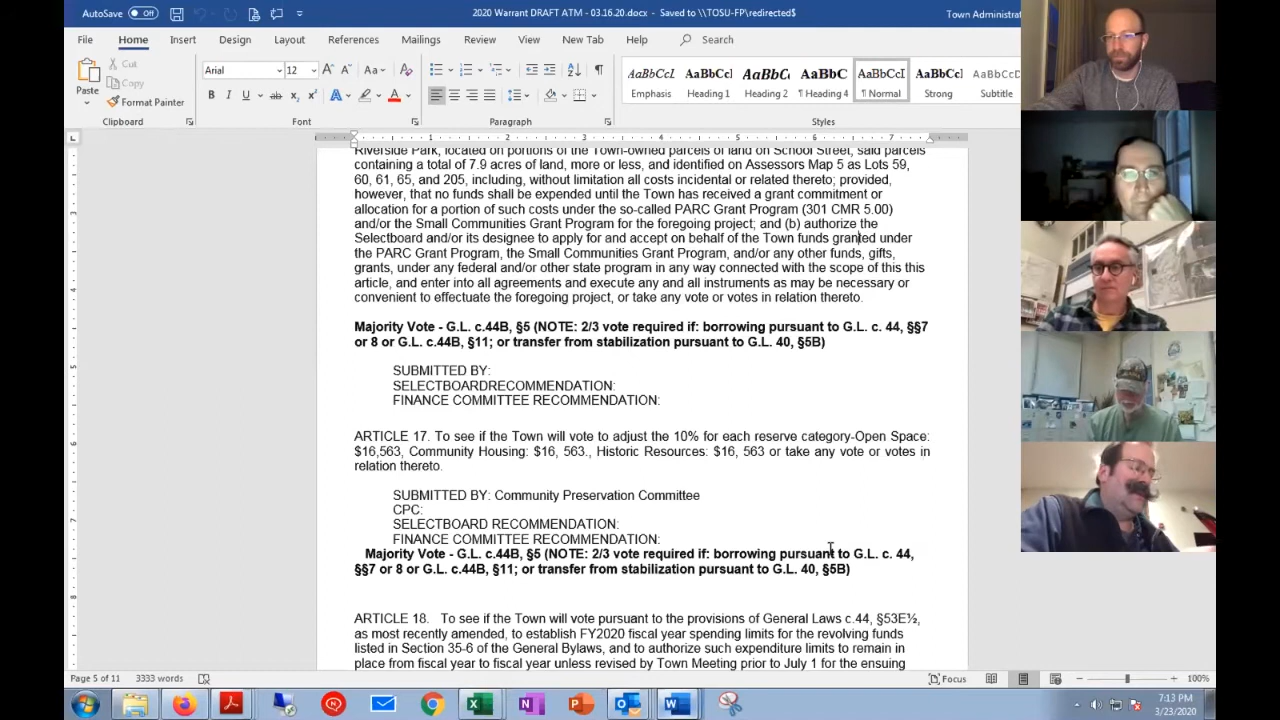 AutoSave Off
2020 Warrant DRAFT ATM - 03.16.20.docx - Saved to \\TOSU-FP\redirected$
Town Administra
File Home Insert Design Layout References Mailings Review View New Tab Help Search
Paste
Cut
Copy
Format Painter
Arial 12
AaBbCcI AaBbCcI AaBbC AaBbC AaBbCcI AaBbCcI AaBbCcI
Emphasis Heading 1 Heading 2 ¶ Heading 4 ¶ Normal Strong Subtitle
Clipboard Font Paragraph Styles
1 2 3 4 5 6 7
Riverside Park, located on portions of the Town-owned parcels of land on School Street, said parcels
containing a total of 7.9 acres of land, more or less, and identified on Assessors Map 5 as Lots 59,
60, 61, 65, and 205, including, without limitation all costs incidental or related thereto; provided,
however, that no funds shall be expended until the Town has received a grant commitment or
allocation for a portion of such costs under the so-called PARC Grant Program (301 CMR 5.00)
and/or the Small Communities Grant Program for the foregoing project; and (b) authorize the
Selectboard and/or its designee to apply for and accept on behalf of the Town funds granted under
the PARC Grant Program, the Small Communities Grant Program, and/or any other funds, gifts,
grants, under any federal and/or other state program in any way connected with the scope of this this
article, and enter into all agreements and execute any and all instruments as may be necessary or
convenient to effectuate the foregoing project, or take any vote or votes in relation thereto.
Majority Vote - G.L. c.44B, §5 (NOTE: 2/3 vote required if: borrowing pursuant to G.L. c. 44, §§7
or 8 or G.L. c.44B, §11; or transfer from stabilization pursuant to G.L. 40, §5B)
SUBMITTED BY:
SELECTBOARDRECOMMENDATION:
FINANCE COMMITTEE RECOMMENDATION:
ARTICLE 17. To see if the Town will vote to adjust the 10% for each reserve category-Open Space:
$16,563, Community Housing: $16, 563., Historic Resources: $16, 563 or take any vote or votes in
relation thereto.
SUBMITTED BY: Community Preservation Committee
CPC:
SELECTBOARD RECOMMENDATION:
FINANCE COMMITTEE RECOMMENDATION:
Majority Vote - G.L. c.44B, §5 (NOTE: 2/3 vote required if: borrowing pursuant to G.L. c. 44,
§§7 or 8 or G.L. c.44B, §11; or transfer from stabilization pursuant to G.L. 40, §5B)
ARTICLE 18. To see if the Town will vote pursuant to the provisions of General Laws c.44, §53E½,
as most recently amended, to establish FY2020 fiscal year spending limits for the revolving funds
listed in Section 35-6 of the General Bylaws, and to authorize such expenditure limits to remain in
place from fiscal year to fiscal year unless revised by Town Meeting prior to July 1 for the ensuing
Page 5 of 11 3333 words Focus 100%
7:13 PM
3/23/2020